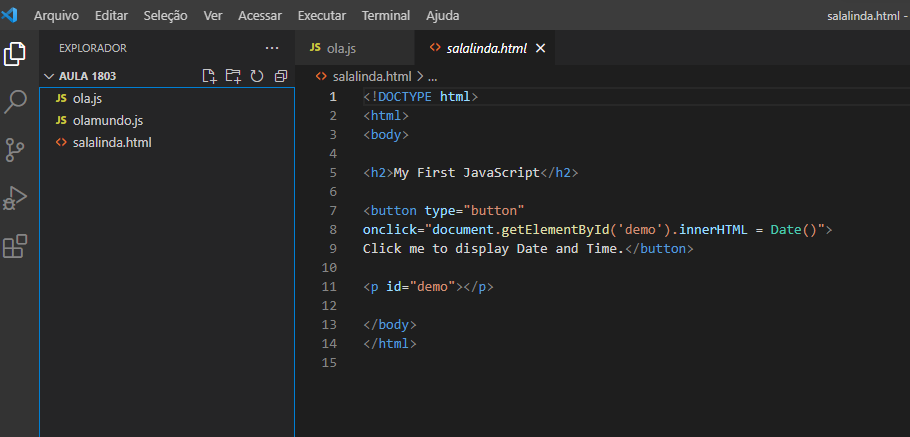 Arquivo Editar Seleção Ver Acessar Executar Terminal Ajuda salalinda.html -
EXPLORADOR ...
JS ola.js
<> salalinda.html ×
AULA 1803
<> salalinda.html > ...
JS ola.js
JS olamundo.js
<> salalinda.html
1 <!DOCTYPE html>
2 <html>
3 <body>
4
5 <h2>My First JavaScript</h2>
6
7 <button type="button"
8 onclick="document.getElementById('demo').innerHTML = Date()">
9 Click me to display Date and Time.</button>
10
11 <p id="demo"></p>
12
13 </body>
14 </html>
15